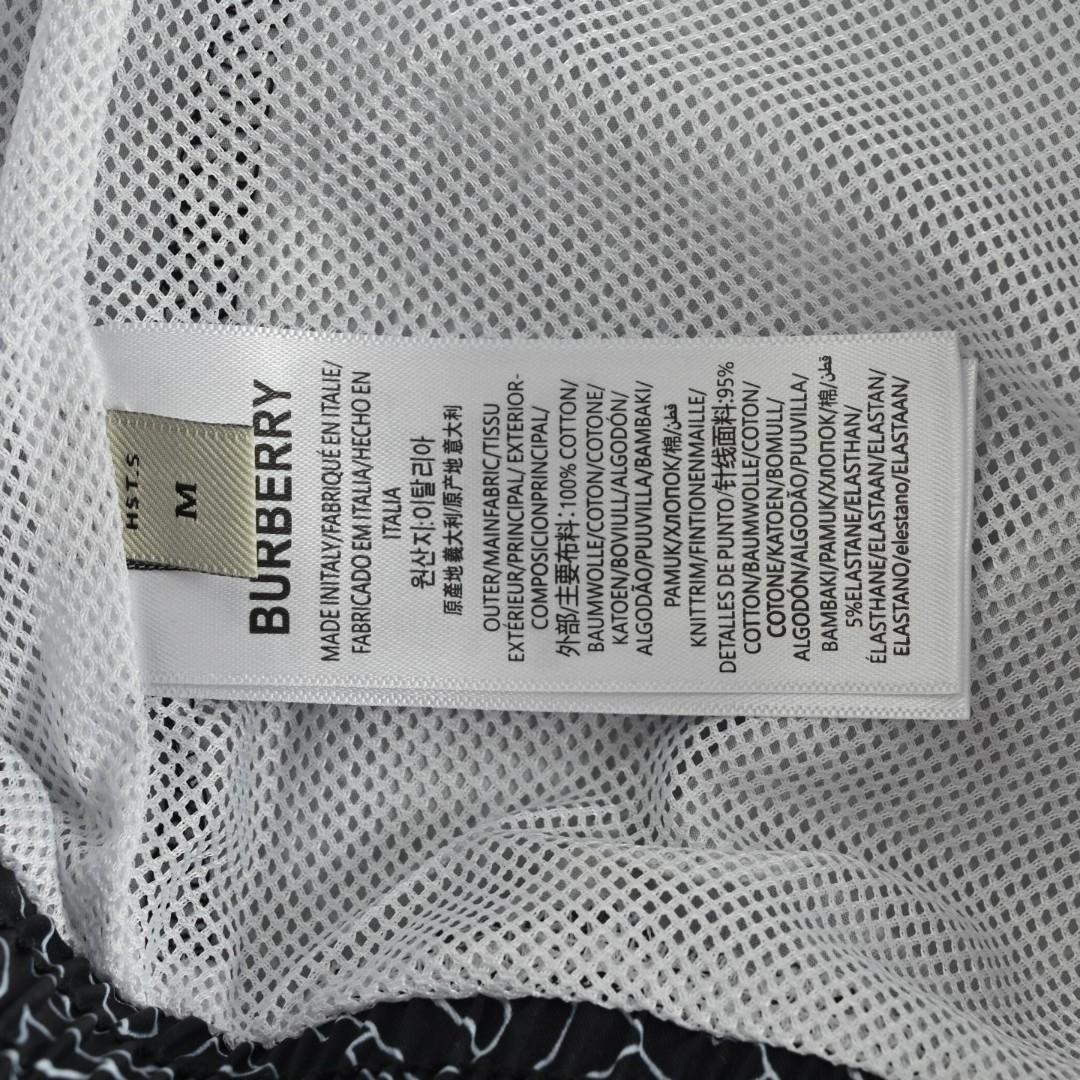 HST.S
M
BURBERRY
MADE INITALY/FABRIQUÉ EN ITALIE/
FABRICADO EM ITALIA/HECHO EN
ITALIA
원산지:이탈리아
原產地 義大利/原产地 意大利
OUTER/MAINFABRIC/TISSU
EXTÉRIEUR/PRINCIPAL/ EXTERIOR-
COMPOSICIONPRINCIPAL/
外部/主要布料: 100% COTTON/
BAUMWOLLE/COTON/COTONE/
KATOEN/BOVIULL/ALGODÓN/
ALGODÃO/PUUVILLA/BAMBAKI/
PAMUK/ХЛОПОК/棉/قطن
KNITTRIM/FINTIONENMAILLE/
DETALLES DE PUNTO/针线面料:95%
COTTON/BAUMWOLLE/COTON/
COTONE/KATOEN/BOMULL/
ALGODÓN/ALGODÃO/PUUVILLA/
BAMBAKI/PAMUK/ХЛОПОК/棉/قطن
5%ELASTANE/ELASTHAN/
ÉLASTHANE/ELASTAAN/ELASTAN/
ELASTANO/elestano/ELASTAAN/